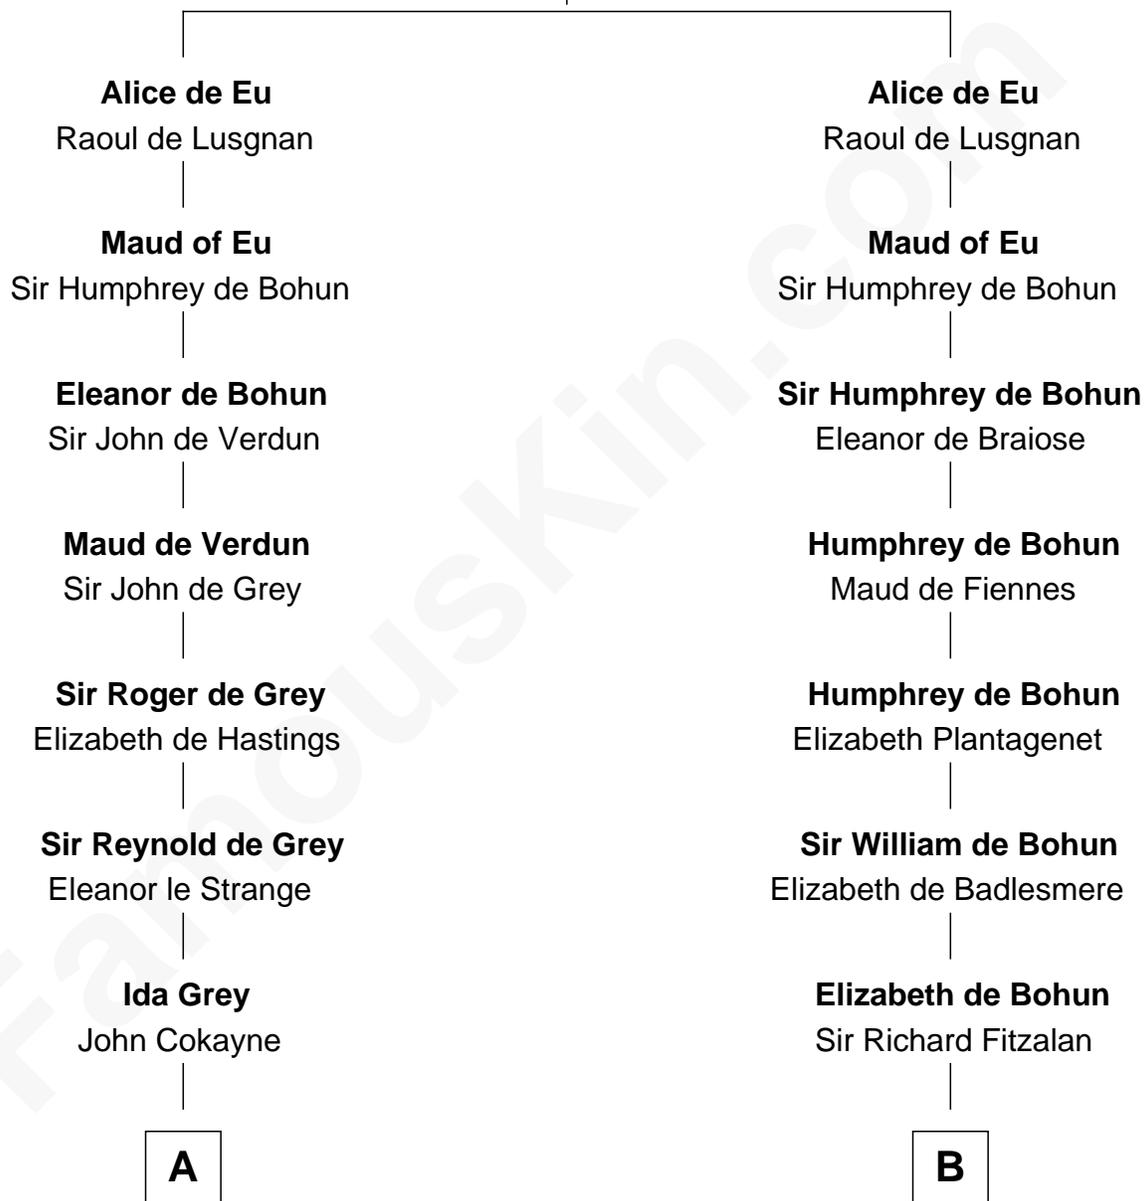 Alice de Eu
Raoul de Lusgnan
Maud of Eu
Sir Humphrey de Bohun
Eleanor de Bohun
Sir John de Verdun
Maud de Verdun
Sir John de Grey
Sir Roger de Grey
Elizabeth de Hastings
Sir Reynold de Grey
Eleanor le Strange
Ida Grey
John Cokayne
A
Alice de Eu
Raoul de Lusgnan
Maud of Eu
Sir Humphrey de Bohun
Sir Humphrey de Bohun
Eleanor de Braiose
Humphrey de Bohun
Maud de Fiennes
Humphrey de Bohun
Elizabeth Plantagenet
Sir William de Bohun
Elizabeth de Badlesmere
Elizabeth de Bohun
Sir Richard Fitzalan
B
FamousKin.com